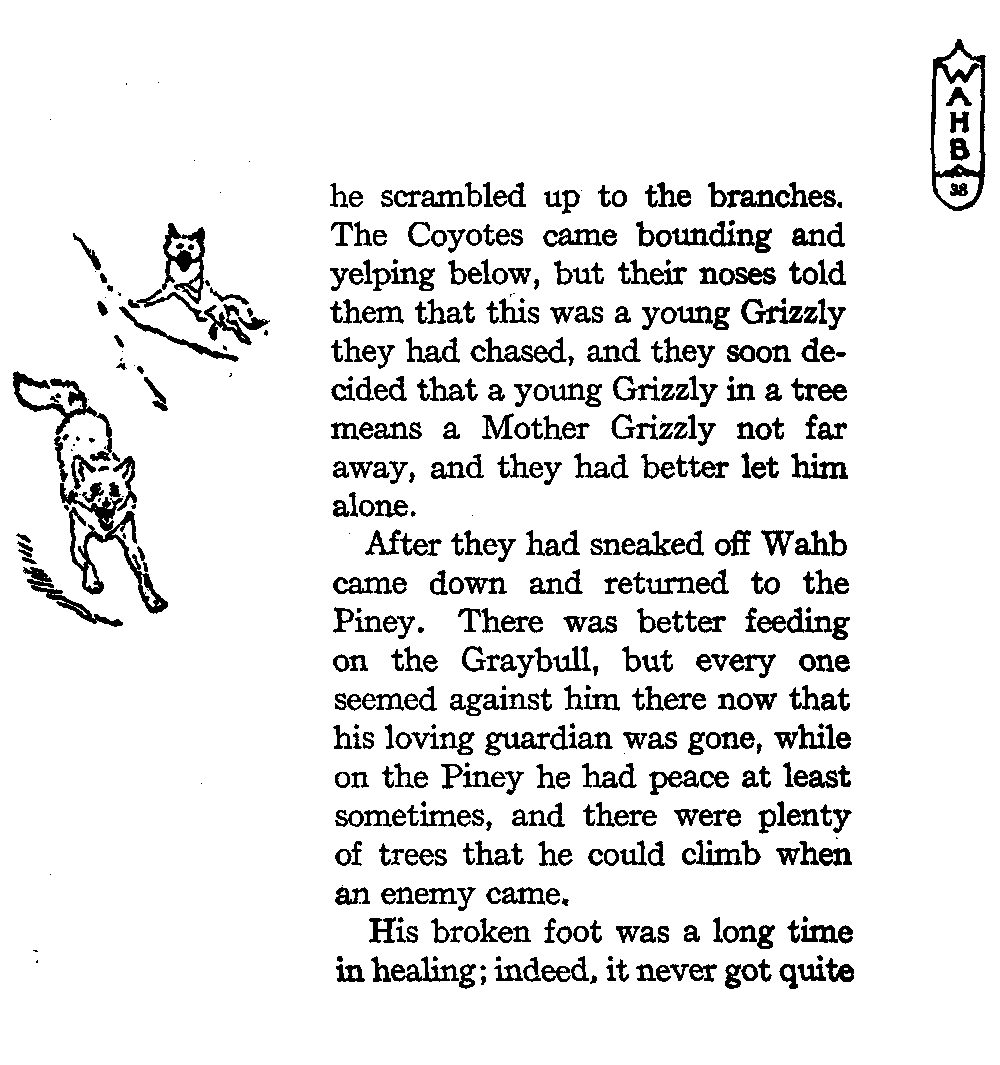 W
A
H
B
38
he scrambled up to the branches.
The Coyotes came bounding and
yelping below, but their noses told
them that this was a young Grizzly
they had chased, and they soon de-
cided that a young Grizzly in a tree
means a Mother Grizzly not far
away, and they had better let him
alone.
After they had sneaked off Wahb
came down and returned to the
Piney. There was better feeding
on the Graybull, but every one
seemed against him there now that
his loving guardian was gone, while
on the Piney he had peace at least
sometimes, and there were plenty
of trees that he could climb when
an enemy came.
His broken foot was a long time
in healing; indeed, it never got quite